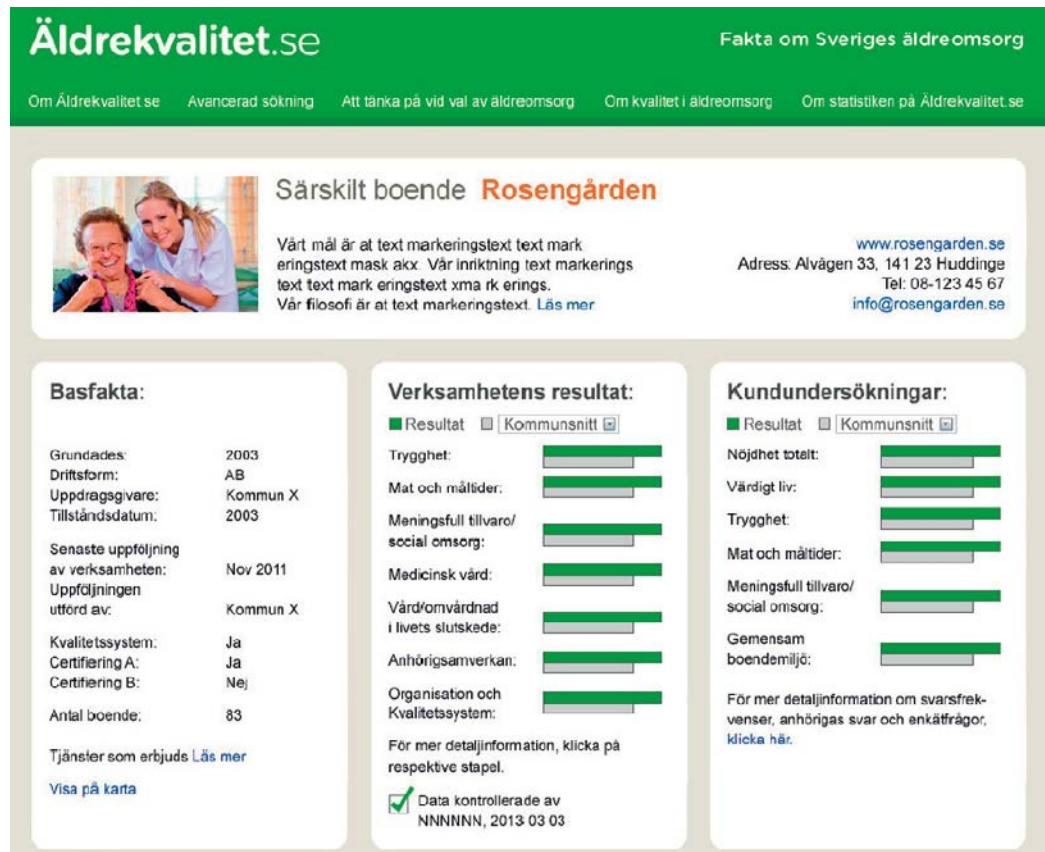 Äldrekvalitet.se
Fakta om Sveriges äldreomsorg
Om Äldrekvalitet.se Avancerad sökning Att tänka på vid val av äldreomsorg Om kvalitet i äldreomsorg Om statistiken på Äldrekvalitet.se
Särskilt boende Rosengården
Vårt mål är at text markeringstext text mark
eringstext mask akx. Vår inriktning text markerings
text text mark eringstext xma rk erings.
Vår filosofi är at text markeringstext. Läs mer
www.rosengarden.se
Adress: Alvägen 33, 141 23 Huddinge
Tel: 08-123 45 67
info@rosengarden.se
Basfakta:
Grundades: 2003
Driftsform: AB
Uppdragsgivare: Kommun X
Tillståndsdatum: 2003
Senaste uppföljning
av verksamheten: Nov 2011
Uppföljningen
utförd av: Kommun X
Kvalitetssystem: Ja
Certifiering A: Ja
Certifiering B: Nej
Antal boende: 83
Tjänster som erbjuds Läs mer
Visa på karta
Verksamhetens resultat:
Resultat Kommunsnitt
Trygghet:
Mat och måltider:
Meningsfull tillvaro/
social omsorg:
Medicinsk vård:
Vård/omvårdnad
i livets slutskede:
Anhörigsamverkan:
Organisation och
Kvalitetssystem:
För mer detaljinformation, klicka på
respektive stapel.
Data kontrollerade av
NNNNNN, 2013 03 03
Kundundersökningar:
Resultat Kommunsnitt
Nöjdhet totalt:
Värdigt liv:
Trygghet:
Mat och måltider:
Meningsfull tillvaro/
social omsorg:
Gemensam
boendemiljö:
För mer detaljinformation om svarsfrek-
venser, anhörigas svar och enkätfrågor,
klicka här.